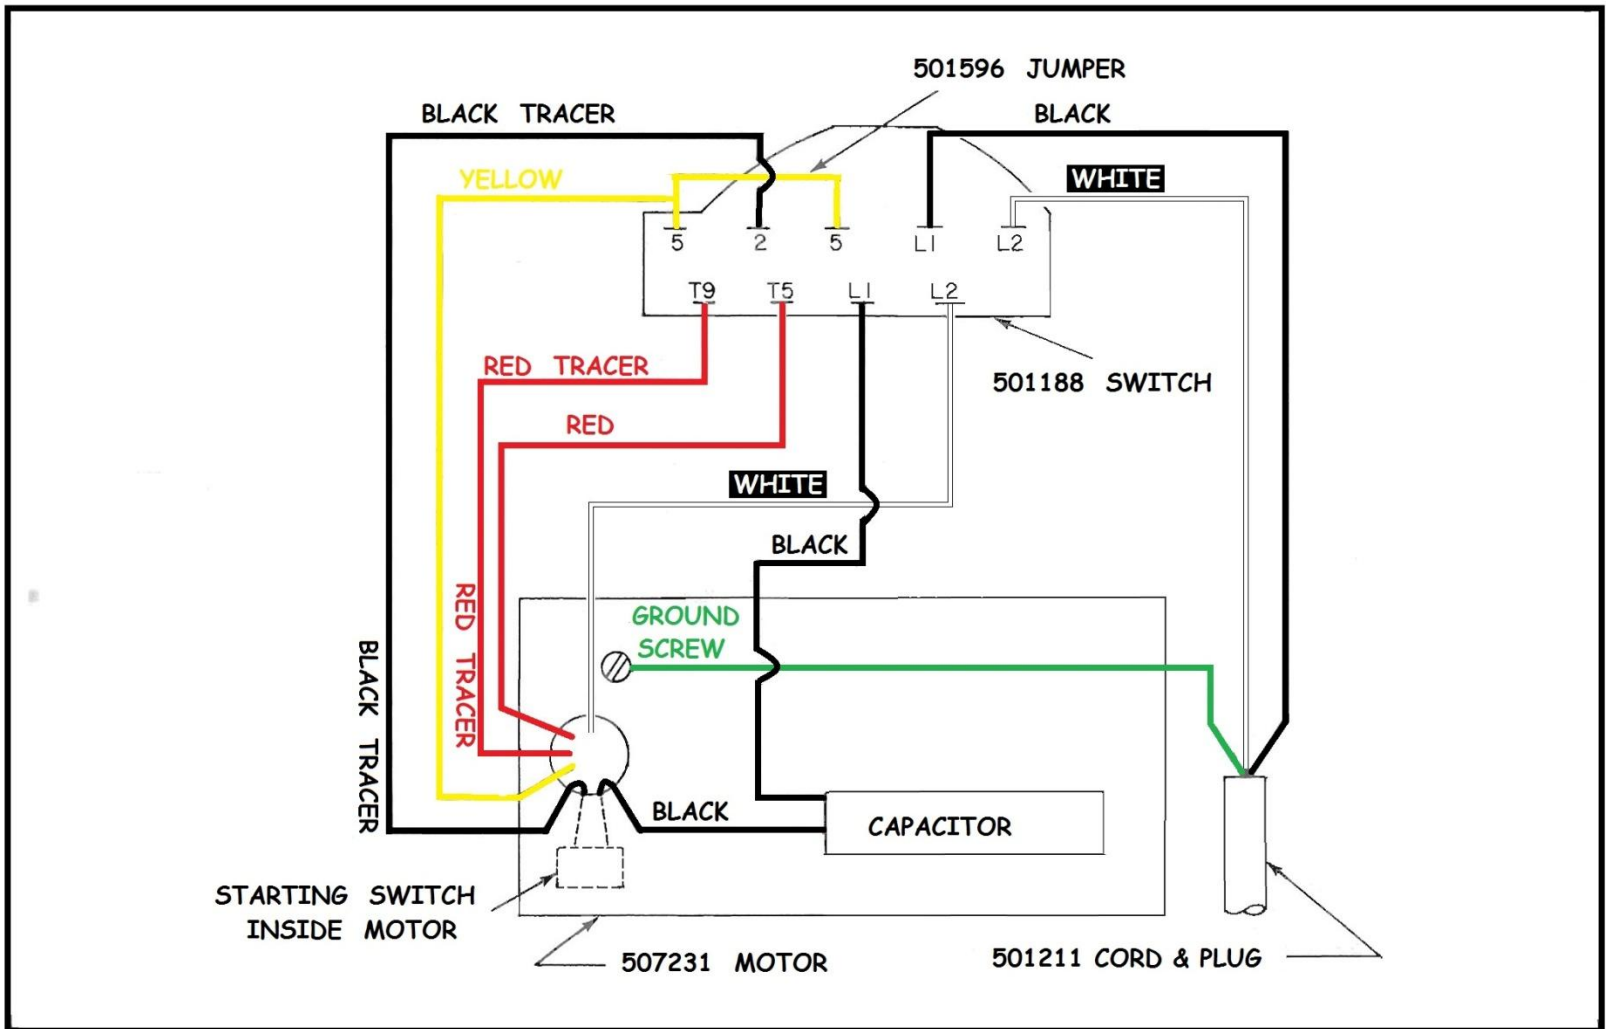 501596 JUMPER
BLACK TRACER
BLACK
YELLOW
WHITE
5
2
5
L1
L2
T9
T5
L1
L2
RED TRACER
501188 SWITCH
RED
WHITE
BLACK
RED TRACER
GROUND
SCREW
BLACK TRACER
BLACK
CAPACITOR
STARTING SWITCH
INSIDE MOTOR
507231 MOTOR
501211 CORD & PLUG